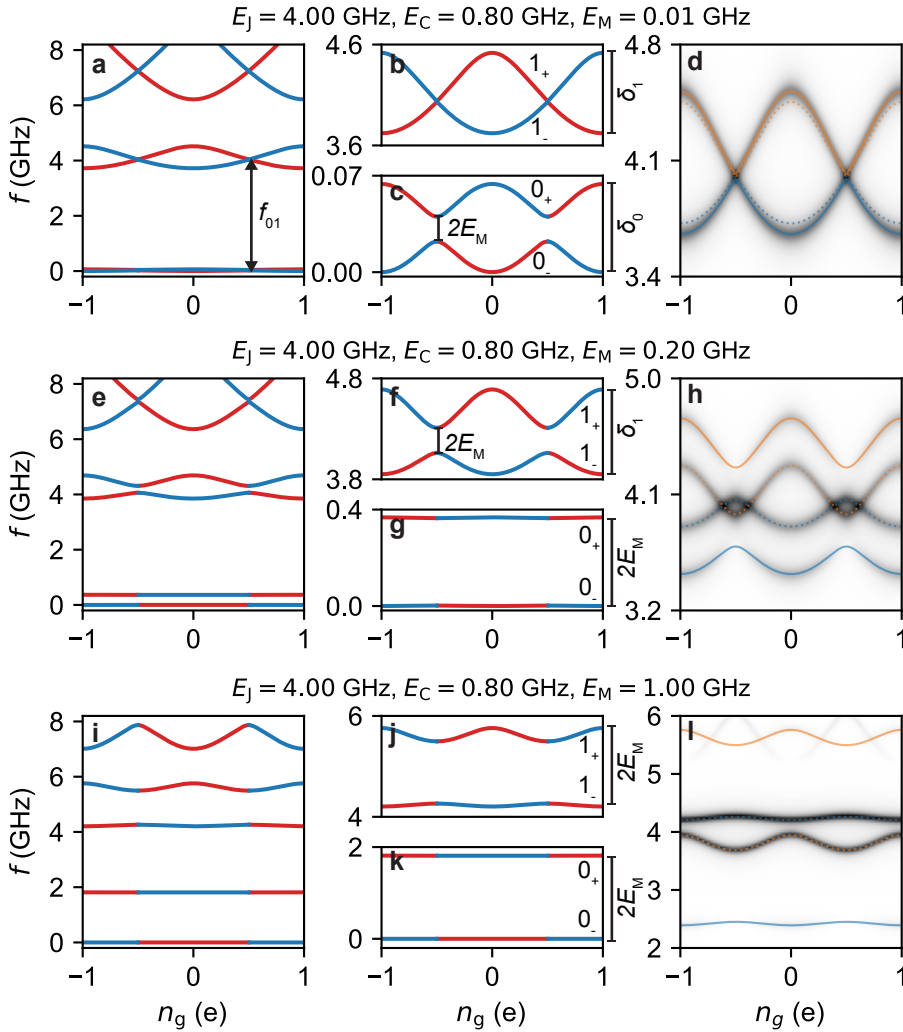 E_J = 4.00 GHz, E_C = 0.80 GHz, E_M = 0.01 GHz
a
8
6
4
2
0
f (GHz)
f_01
−1
0
1
b
4.6
3.6
1_+
1_-
δ_1
c
0.07
0.00
0_+
0_-
2E_M
δ_0
−1
0
1
d
4.8
4.1
3.4
−1
0
1
E_J = 4.00 GHz, E_C = 0.80 GHz, E_M = 0.20 GHz
e
8
6
4
2
0
f (GHz)
−1
0
1
f
4.8
3.8
1_+
1_-
2E_M
δ_1
g
0.4
0.0
0_+
0_-
2E_M
−1
0
1
h
5.0
4.1
3.2
−1
0
1
E_J = 4.00 GHz, E_C = 0.80 GHz, E_M = 1.00 GHz
i
8
6
4
2
0
f (GHz)
−1
0
1
n_g (e)
j
6
4
1_+
1_-
2E_M
k
2
0
0_+
0_-
2E_M
−1
0
1
n_g (e)
l
6
5
4
3
2
−1
0
1
n_g (e)